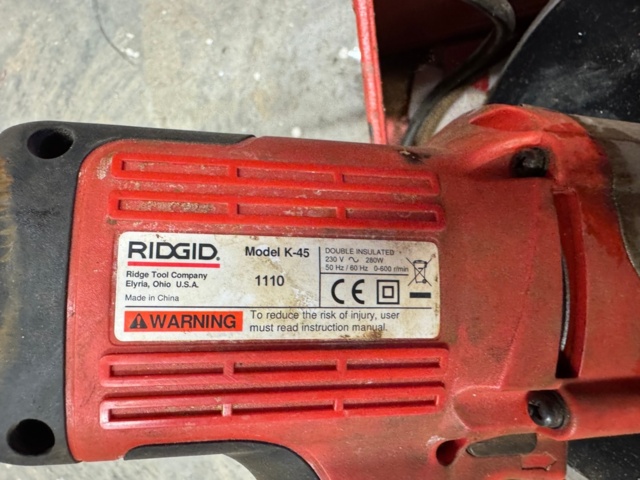 RIDGID®
Ridge Tool Company
Elyria, Ohio U.S.A.
Made in China
Model K-45
1110
DOUBLE INSULATED
230 V ∿ 280W
50 Hz / 60 Hz 0-600 r/min
CE
WARNING
To reduce the risk of injury, user
must read instruction manual.